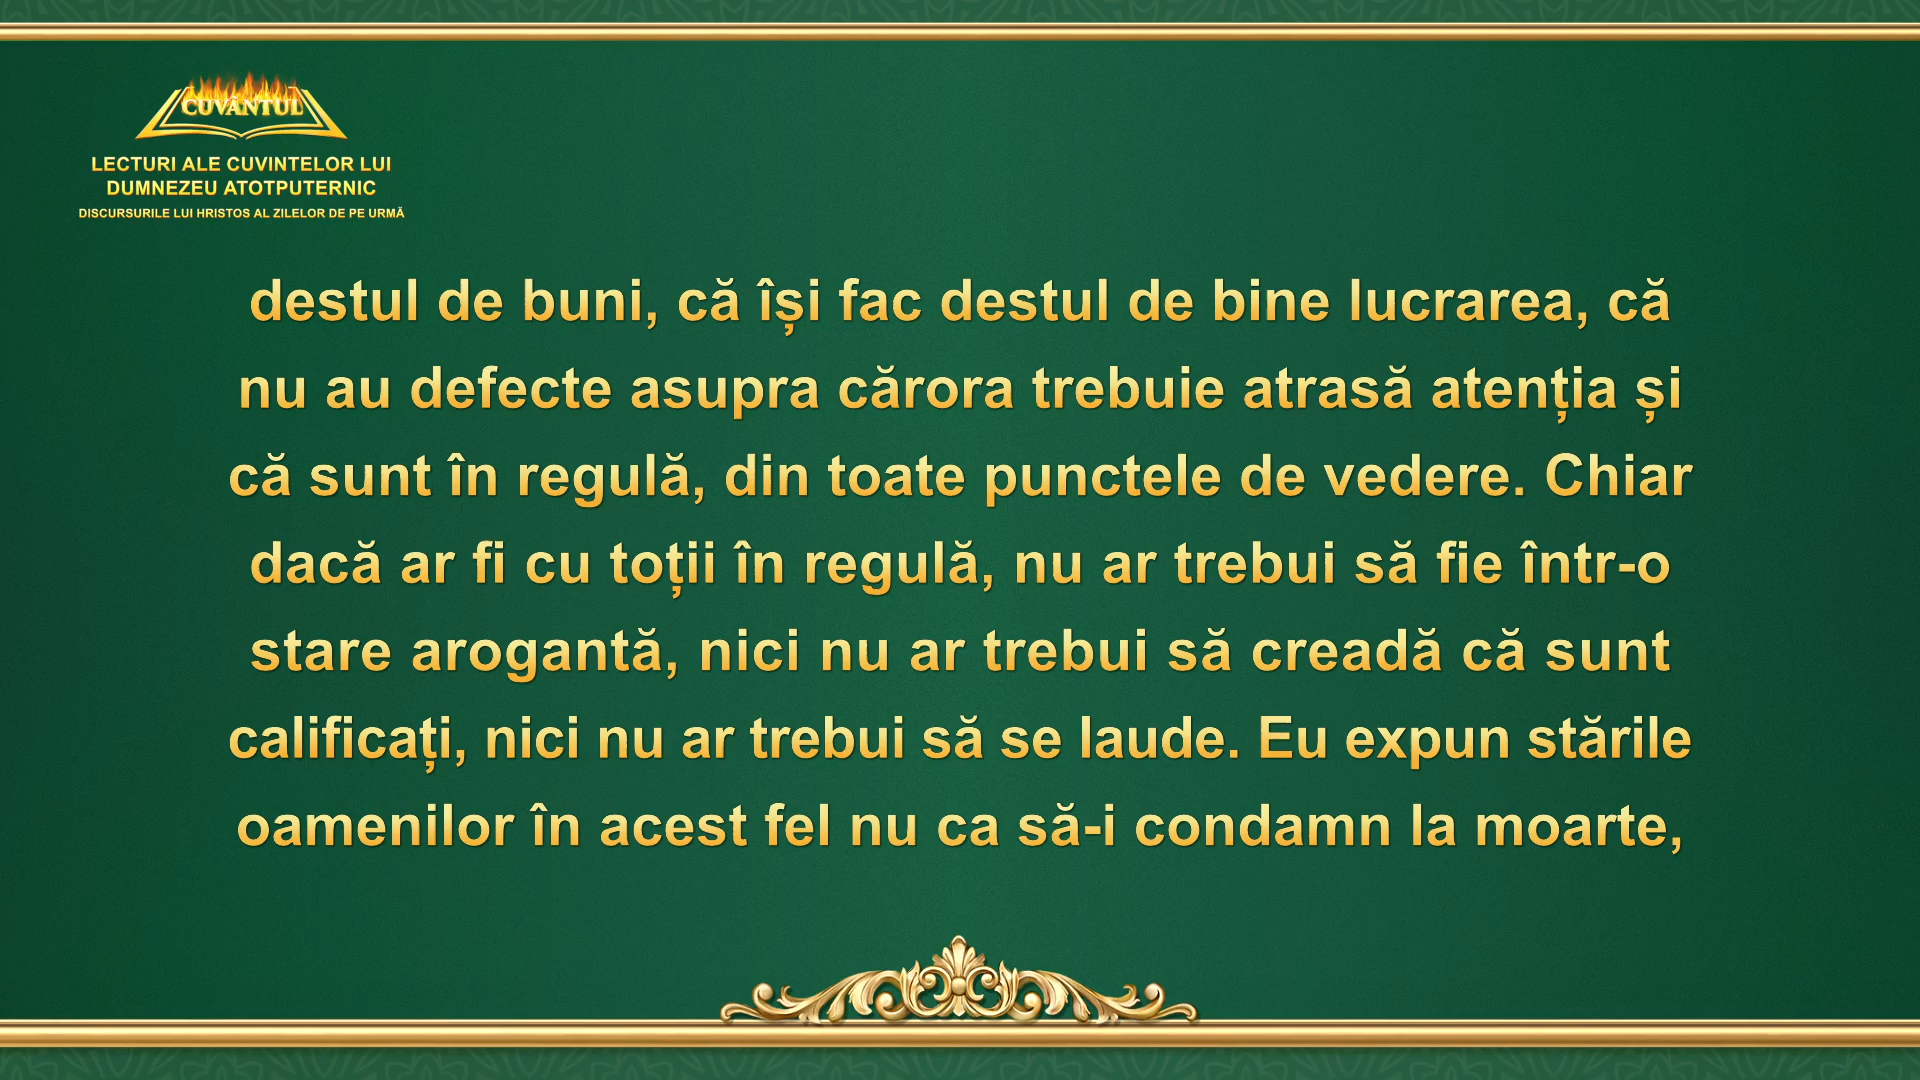 CUVÂNTUL
LECTURI ALE CUVINTELOR LUI
DUMNEZEU ATOTPUTERNIC
DISCURSURILE LUI HRISTOS AL ZILELOR DE PE URMĂ
destul de buni, că își fac destul de bine lucrarea, că
nu au defecte asupra cărora trebuie atrasă atenția și
că sunt în regulă, din toate punctele de vedere. Chiar
dacă ar fi cu toții în regulă, nu ar trebui să fie într-o
stare arogantă, nici nu ar trebui să creadă că sunt
calificați, nici nu ar trebui să se laude. Eu expun stările
oamenilor în acest fel nu ca să-i condamn la moarte,